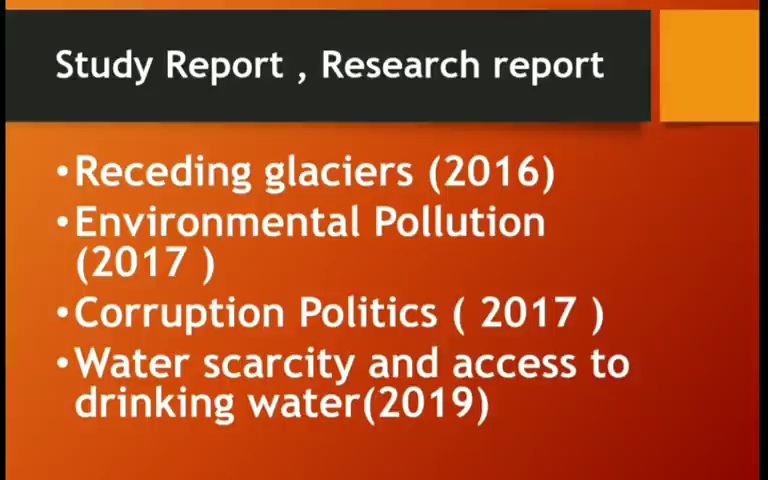 Study Report , Research report
•Receding glaciers (2016)
•Environmental Pollution
(2017 )
•Corruption Politics ( 2017 )
•Water scarcity and access to
drinking water(2019)